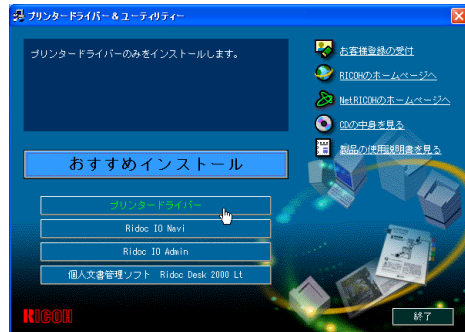 プリンタードライバー＆ユーティリティー
プリンタードライバーのみをインストールします。
お客様登録の受付
RICOHのホームページへ
NetRICOHのホームページへ
CDの中身を見る
製品の使用説明書を見る
おすすめインストール
プリンタードライバー
Ridoc IO Navi
Ridoc IO Admin
個人文書管理ソフト Ridoc Desk 2000 Lt
RICOH
終了